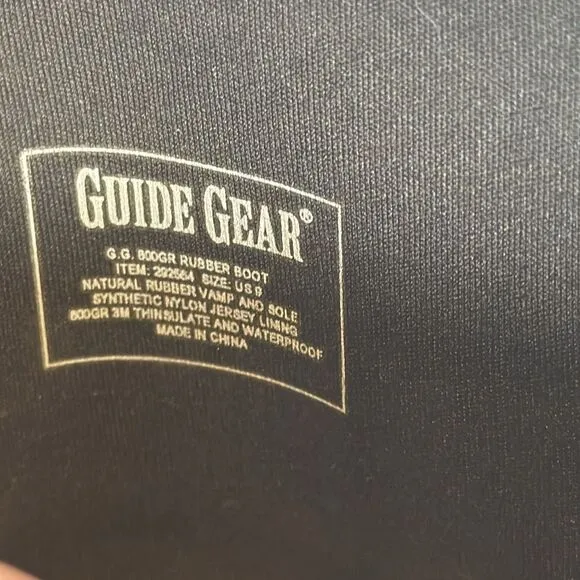 GUIDE GEAR®
G.G. 800GR RUBBER BOOT
ITEM: 292564 SIZE: US 9
NATURAL RUBBER VAMP AND SOLE
SYNTHETIC NYLON JERSEY LINING
800GR 3M THINSULATE AND WATERPROOF
MADE IN CHINA